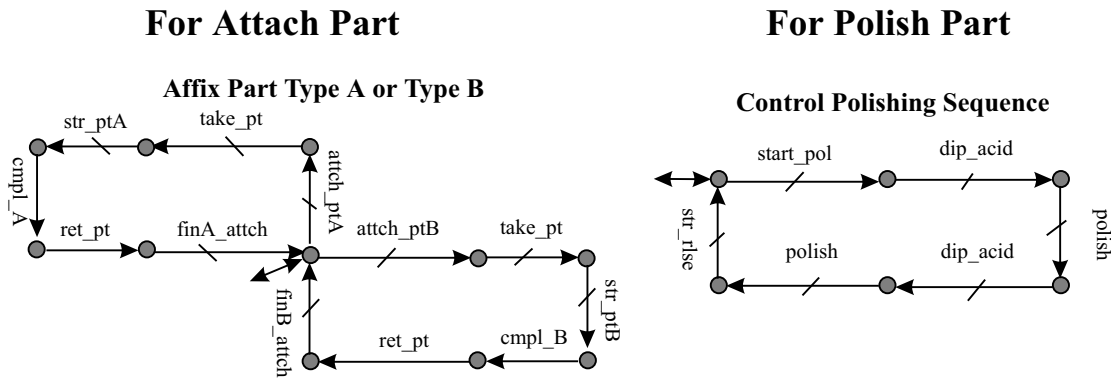 For Attach Part
For Polish Part
Affix Part Type A or Type B
Control Polishing Sequence
str_ptA
take_pt
cmpl_A
attch_ptA
ret_pt
finA_attch
attch_ptB
take_pt
str_ptB
finB_attch
ret_pt
cmpl_B
start_pol
dip_acid
str_rlse
polish
polish
dip_acid